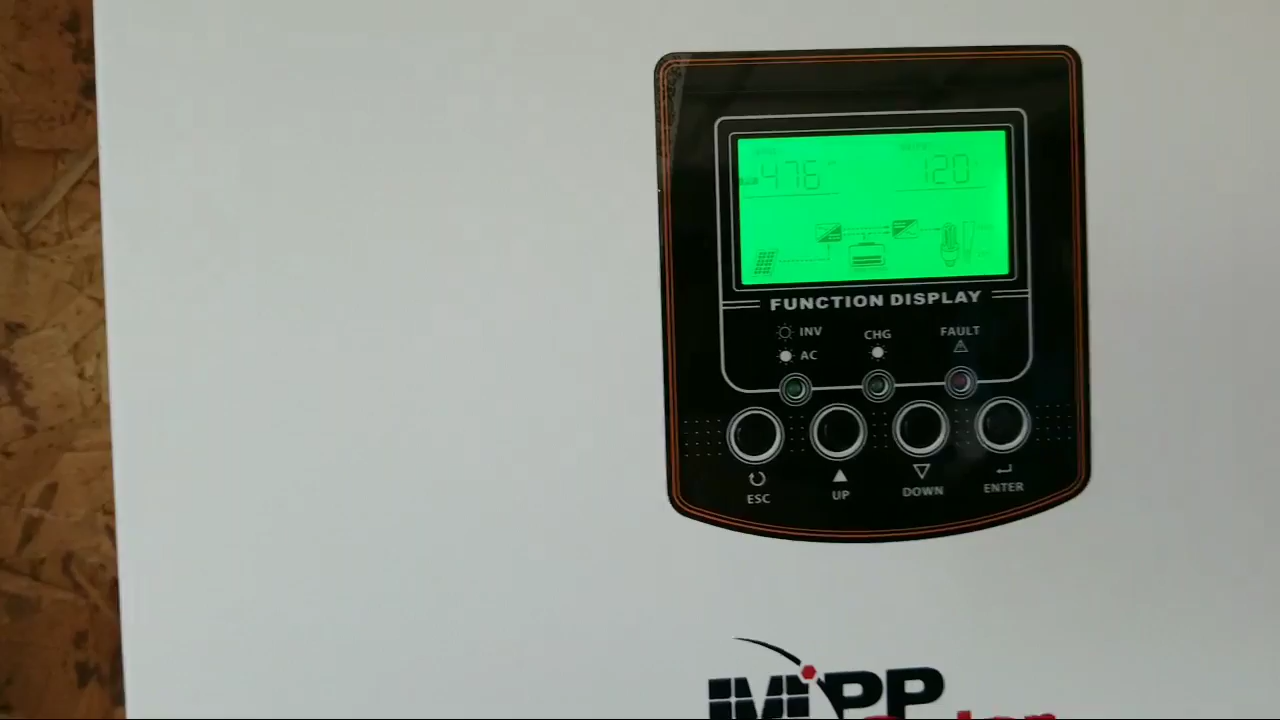 476
120
FUNCTION DISPLAY
INV
CHG
FAULT
AC
ESC
UP
DOWN
ENTER
MPP